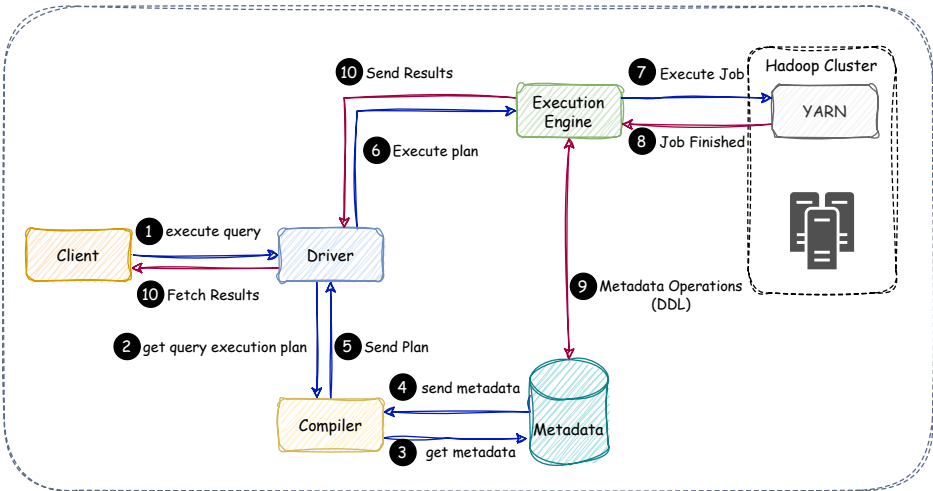 10 Send Results
7 Execute Job
Hadoop Cluster
Execution
Engine
YARN
6 Execute plan
8 Job Finished
1 execute query
Client
Driver
10 Fetch Results
9 Metadata Operations
(DDL)
2 get query execution plan
5 Send Plan
4 send metadata
Compiler
Metadata
3 get metadata